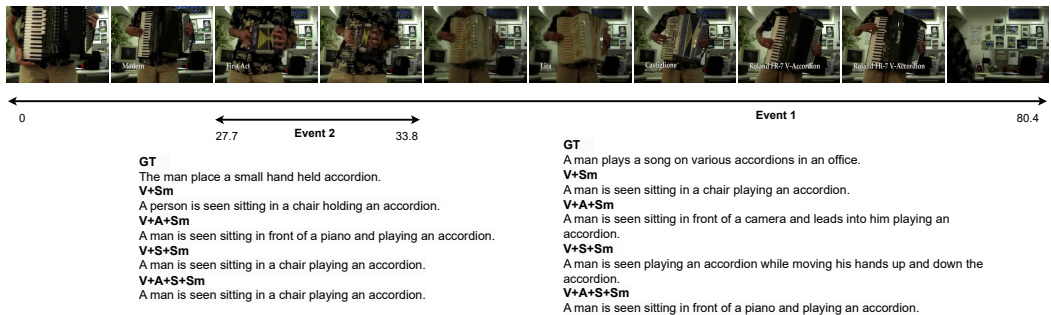 Modern
First Act
Lira
Castiglione
Roland FR-7 V-Accordion
Roland FR-7 V-Accordion
0
Event 1
80.4
27.7
Event 2
33.8
GT
The man place a small hand held accordion.
V+Sm
A person is seen sitting in a chair holding an accordion.
V+A+Sm
A man is seen sitting in front of a piano and playing an accordion.
V+S+Sm
A man is seen sitting in a chair playing an accordion.
V+A+S+Sm
A man is seen sitting in a chair playing an accordion.
GT
A man plays a song on various accordions in an office.
V+Sm
A man is seen sitting in a chair playing an accordion.
V+A+Sm
A man is seen sitting in front of a camera and leads into him playing an
accordion.
V+S+Sm
A man is seen playing an accordion while moving his hands up and down the
accordion.
V+A+S+Sm
A man is seen sitting in front of a piano and playing an accordion.